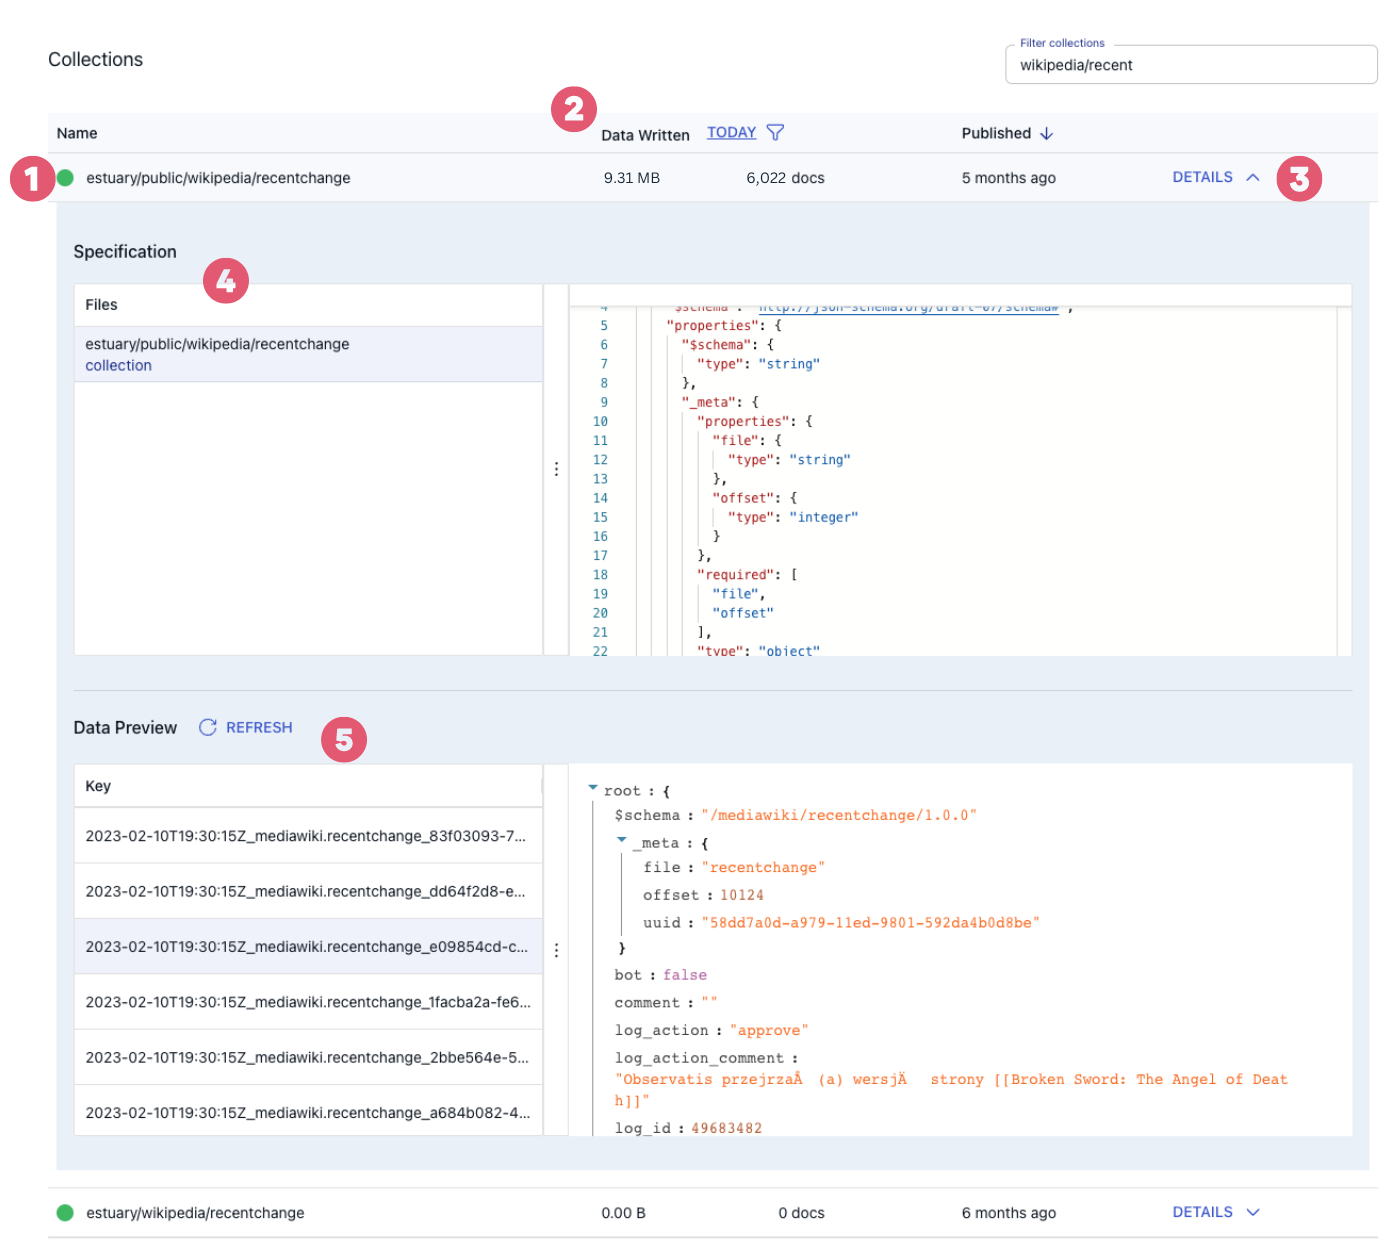 Collections
Filter collections
wikipedia/recent
2
Name
Data Written TODAY
Published
1
estuary/public/wikipedia/recentchange 9.31 MB 6,022 docs 5 months ago DETAILS
3
Specification
4
Files
estuary/public/wikipedia/recentchange
collection
4 "$schema": "http://json-schema.org/draft-07/schema#",
5 "properties": {
6 "$schema": {
7 "type": "string"
8 },
9 "_meta": {
10 "properties": {
11 "file": {
12 "type": "string"
13 },
14 "offset": {
15 "type": "integer"
16 }
17 },
18 "required": [
19 "file",
20 "offset"
21 ],
22 "type": "object"
Data Preview REFRESH
5
Key
2023-02-10T19:30:15Z_mediawiki.recentchange_83f03093-7...
2023-02-10T19:30:15Z_mediawiki.recentchange_dd64f2d8-e...
2023-02-10T19:30:15Z_mediawiki.recentchange_e09854cd-c...
2023-02-10T19:30:15Z_mediawiki.recentchange_1facba2a-fe6...
2023-02-10T19:30:15Z_mediawiki.recentchange_2bbe564e-5...
2023-02-10T19:30:15Z_mediawiki.recentchange_a684b082-4...
root : {
$schema : "/mediawiki/recentchange/1.0.0"
_meta : {
file : "recentchange"
offset : 10124
uuid : "58dd7a0d-a979-11ed-9801-592da4b0d8be"
}
bot : false
comment : ""
log_action : "approve"
log_action_comment :
"Observatis przejrzaÅ (a) wersjÄ strony [[Broken Sword: The Angel of Deat
h]]"
log_id : 49683482
estuary/wikipedia/recentchange 0.00 B 0 docs 6 months ago DETAILS